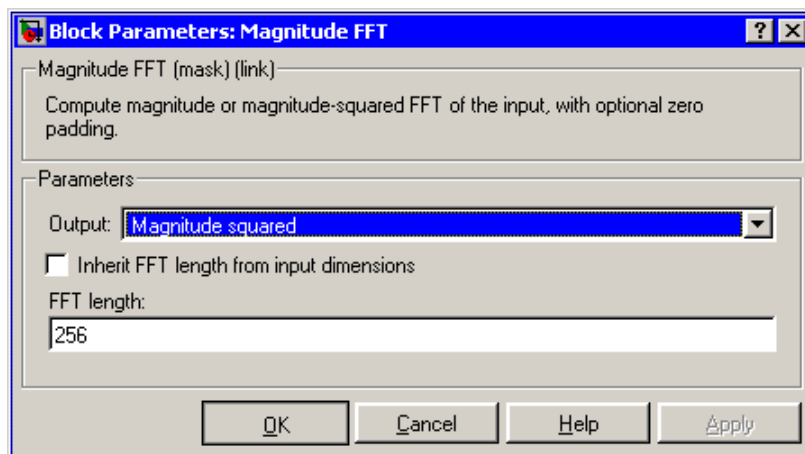 Block Parameters: Magnitude FFT
Magnitude FFT (mask) (link)
Compute magnitude or magnitude-squared FFT of the input, with optional zero
padding.
Parameters
Output: Magnitude squared
Inherit FFT length from input dimensions
FFT length:
256
OK Cancel Help Apply